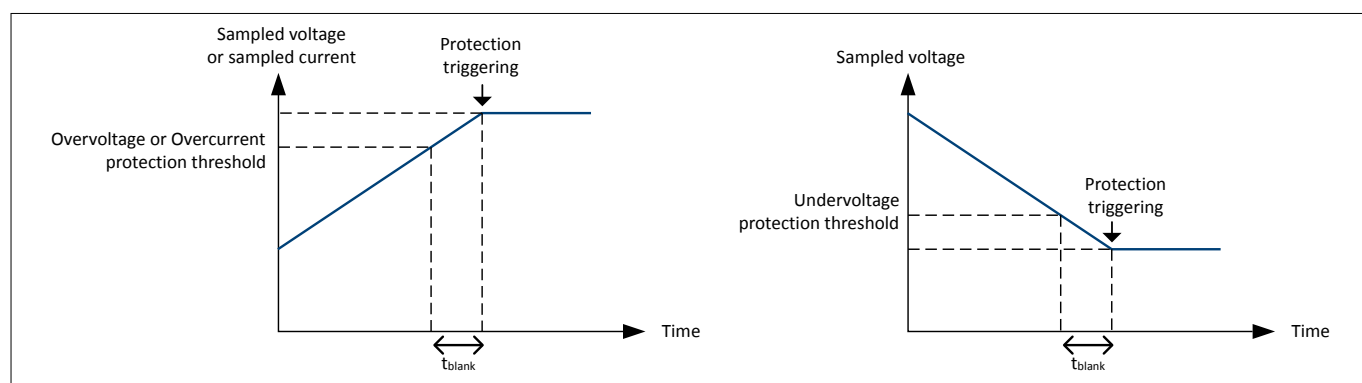 Sampled voltage
or sampled current
Protection
triggering
Overvoltage or Overcurrent
protection threshold
Time
tblank
Sampled voltage
Protection
triggering
Undervoltage
protection threshold
Time
tblank